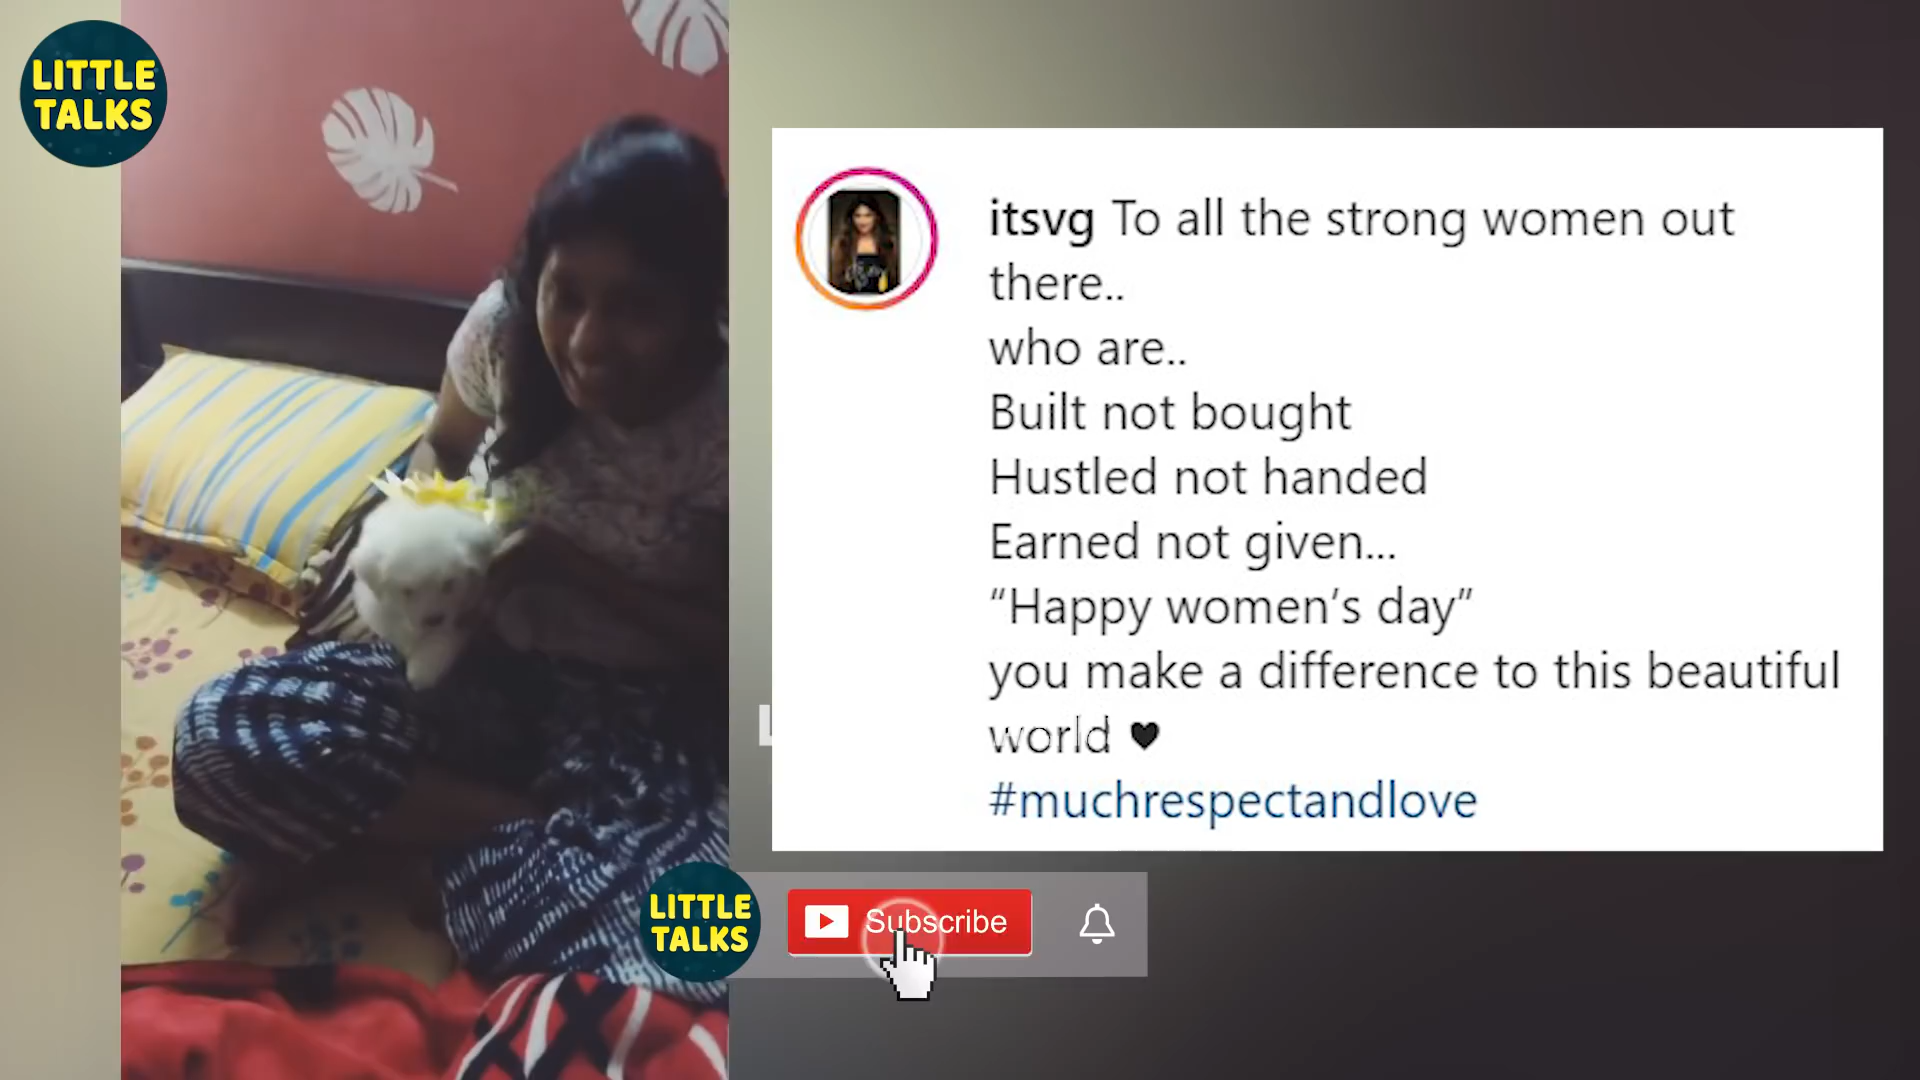 LITTLE
TALKS
itsvg To all the strong women out
there..
who are..
Built not bought
Hustled not handed
Earned not given...
“Happy women’s day”
you make a difference to this beautiful
world ♥
#muchrespectandlove
LITTLE
TALKS
Subscribe